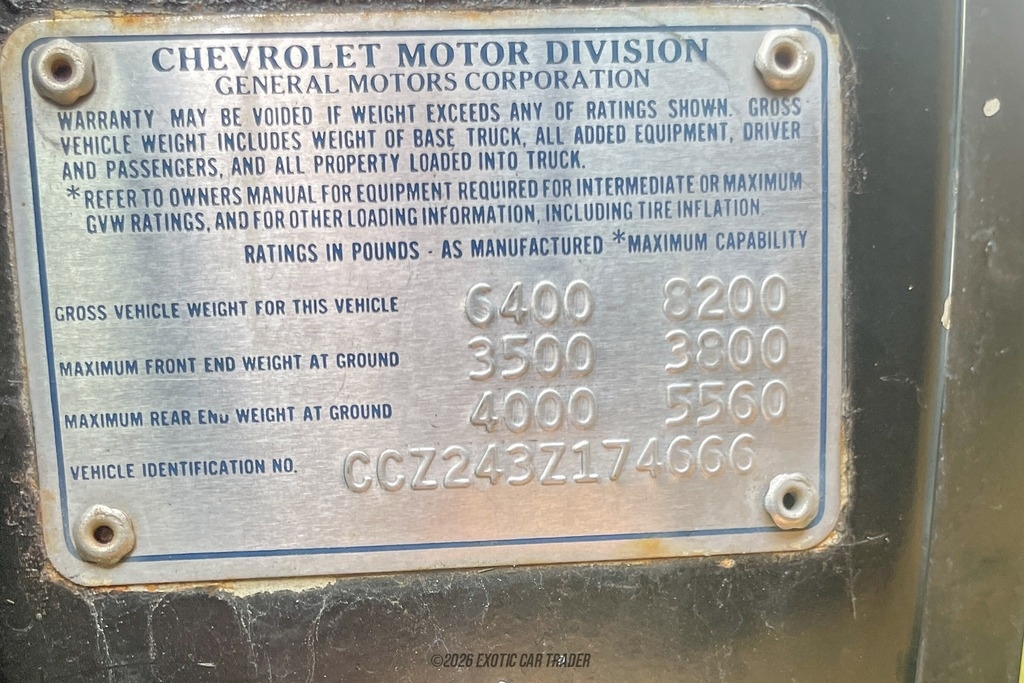 CHEVROLET MOTOR DIVISION
GENERAL MOTORS CORPORATION
WARRANTY MAY BE VOIDED IF WEIGHT EXCEEDS ANY OF RATINGS SHOWN. GROSS
VEHICLE WEIGHT INCLUDES WEIGHT OF BASE TRUCK, ALL ADDED EQUIPMENT, DRIVER
AND PASSENGERS, AND ALL PROPERTY LOADED INTO TRUCK.
*REFER TO OWNERS MANUAL FOR EQUIPMENT REQUIRED FOR INTERMEDIATE OR MAXIMUM
GVW RATINGS, AND FOR OTHER LOADING INFORMATION, INCLUDING TIRE INFLATION.
RATINGS IN POUNDS - AS MANUFACTURED *MAXIMUM CAPABILITY
GROSS VEHICLE WEIGHT FOR THIS VEHICLE 6400 8200
MAXIMUM FRONT END WEIGHT AT GROUND 3500 3800
MAXIMUM REAR END WEIGHT AT GROUND 4000 5560
VEHICLE IDENTIFICATION NO. CCZ243Z174666
©2026 EXOTIC CAR TRADER